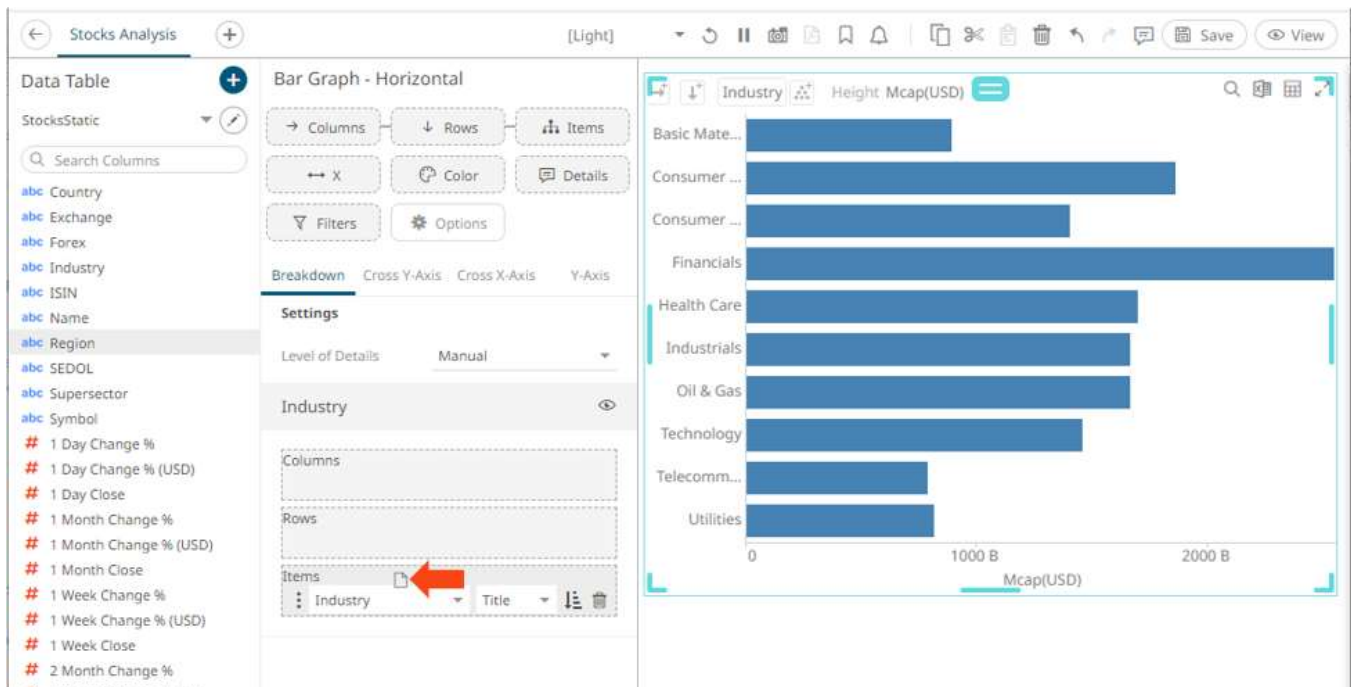 Stocks Analysis
[Light]
Save
View
Data Table
StocksStatic
Search Columns
abc Country
abc Exchange
abc Forex
abc Industry
abc ISIN
abc Name
abc Region
abc SEDOL
abc Supersector
abc Symbol
# 1 Day Change %
# 1 Day Change % (USD)
# 1 Day Close
# 1 Month Change %
# 1 Month Change % (USD)
# 1 Month Close
# 1 Week Change %
# 1 Week Change % (USD)
# 1 Week Close
# 2 Month Change %
Bar Graph - Horizontal
Columns
Rows
Items
X
Color
Details
Filters
Options
Breakdown Cross Y-Axis Cross X-Axis Y-Axis
Settings
Level of Details Manual
Industry
Columns
Rows
Items
Industry Title
Industry Height Mcap(USD)
Basic Mate...
Consumer ...
Consumer ...
Financials
Health Care
Industrials
Oil & Gas
Technology
Telecomm...
Utilities
0 1000 B 2000 B
Mcap(USD)